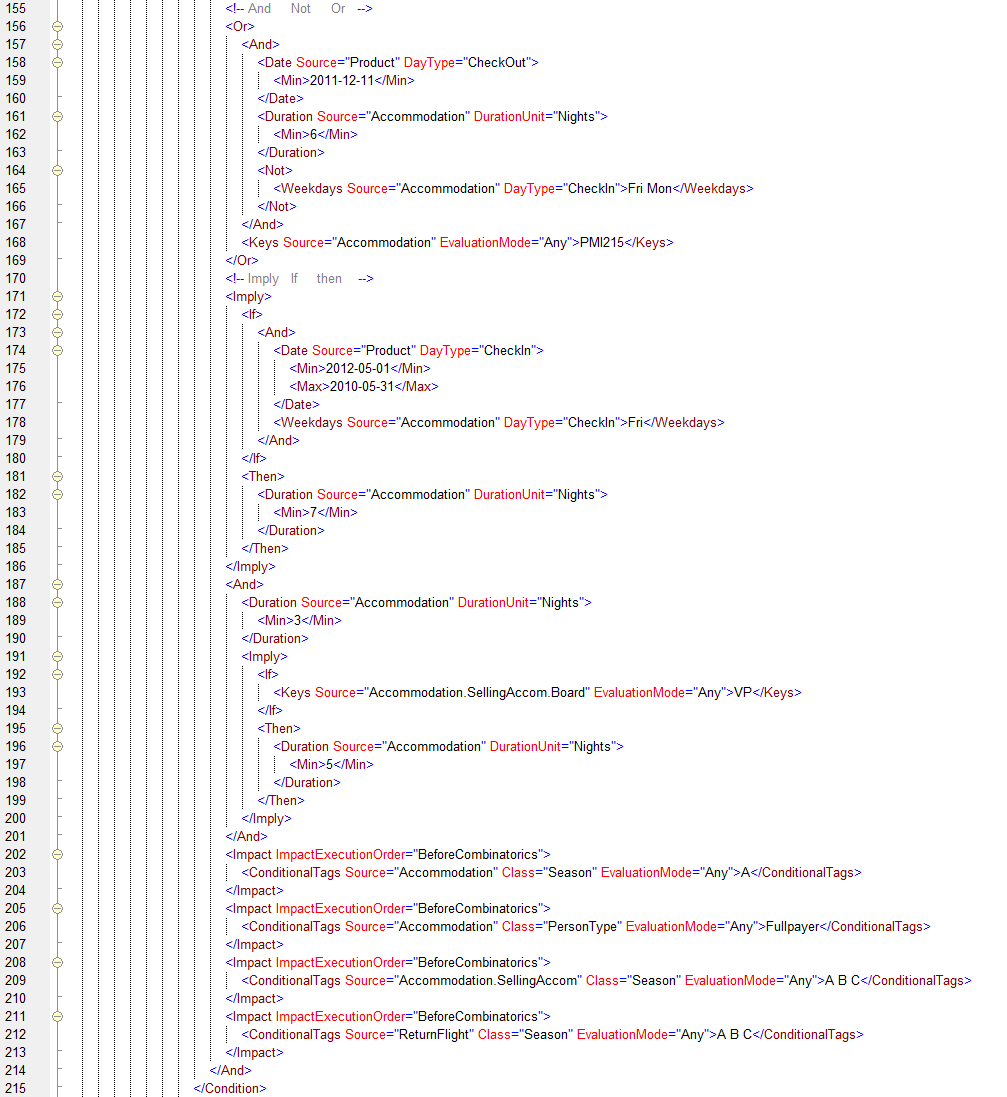 155 <!-- And Not Or -->
156 <Or>
157 <And>
158 <Date Source="Product" DayType="CheckOut">
159 <Min>2011-12-11</Min>
160 </Date>
161 <Duration Source="Accommodation" DurationUnit="Nights">
162 <Min>6</Min>
163 </Duration>
164 <Not>
165 <Weekdays Source="Accommodation" DayType="CheckIn">Fri Mon</Weekdays>
166 </Not>
167 </And>
168 <Keys Source="Accommodation" EvaluationMode="Any">PMI215</Keys>
169 </Or>
170 <!-- Imply If then -->
171 <Imply>
172 <If>
173 <And>
174 <Date Source="Product" DayType="CheckIn">
175 <Min>2012-05-01</Min>
176 <Max>2010-05-31</Max>
177 </Date>
178 <Weekdays Source="Accommodation" DayType="CheckIn">Fri</Weekdays>
179 </And>
180 </If>
181 <Then>
182 <Duration Source="Accommodation" DurationUnit="Nights">
183 <Min>7</Min>
184 </Duration>
185 </Then>
186 </Imply>
187 <And>
188 <Duration Source="Accommodation" DurationUnit="Nights">
189 <Min>3</Min>
190 </Duration>
191 <Imply>
192 <If>
193 <Keys Source="Accommodation.SellingAccom.Board" EvaluationMode="Any">VP</Keys>
194 </If>
195 <Then>
196 <Duration Source="Accommodation" DurationUnit="Nights">
197 <Min>5</Min>
198 </Duration>
199 </Then>
200 </Imply>
201 </And>
202 <Impact ImpactExecutionOrder="BeforeCombinatorics">
203 <ConditionalTags Source="Accommodation" Class="Season" EvaluationMode="Any">A</ConditionalTags>
204 </Impact>
205 <Impact ImpactExecutionOrder="BeforeCombinatorics">
206 <ConditionalTags Source="Accommodation" Class="PersonType" EvaluationMode="Any">Fullpayer</ConditionalTags>
207 </Impact>
208 <Impact ImpactExecutionOrder="BeforeCombinatorics">
209 <ConditionalTags Source="Accommodation.SellingAccom" Class="Season" EvaluationMode="Any">A B C</ConditionalTags>
210 </Impact>
211 <Impact ImpactExecutionOrder="BeforeCombinatorics">
212 <ConditionalTags Source="ReturnFlight" Class="Season" EvaluationMode="Any">A B C</ConditionalTags>
213 </Impact>
214 </And>
215 </Condition>